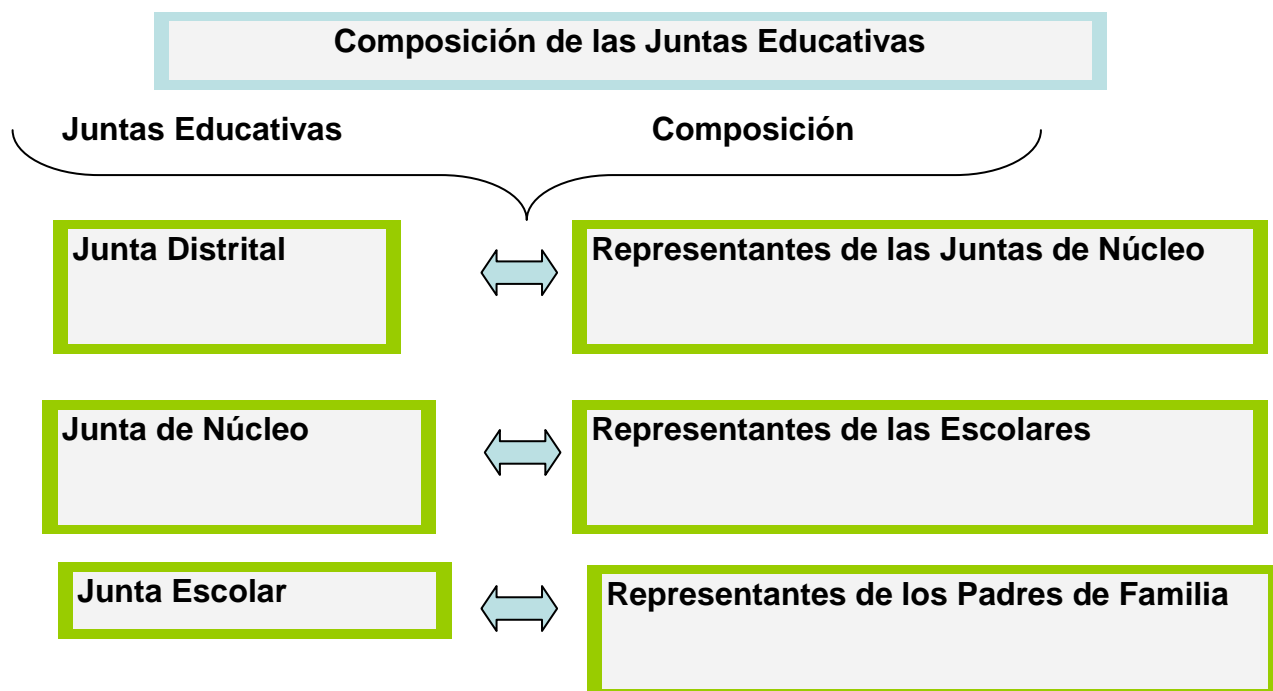 Composición de las Juntas Educativas
Juntas Educativas
Composición
Junta Distrital
Representantes de las Juntas de Núcleo
Junta de Núcleo
Representantes de las Escolares
Junta Escolar
Representantes de los Padres de Familia